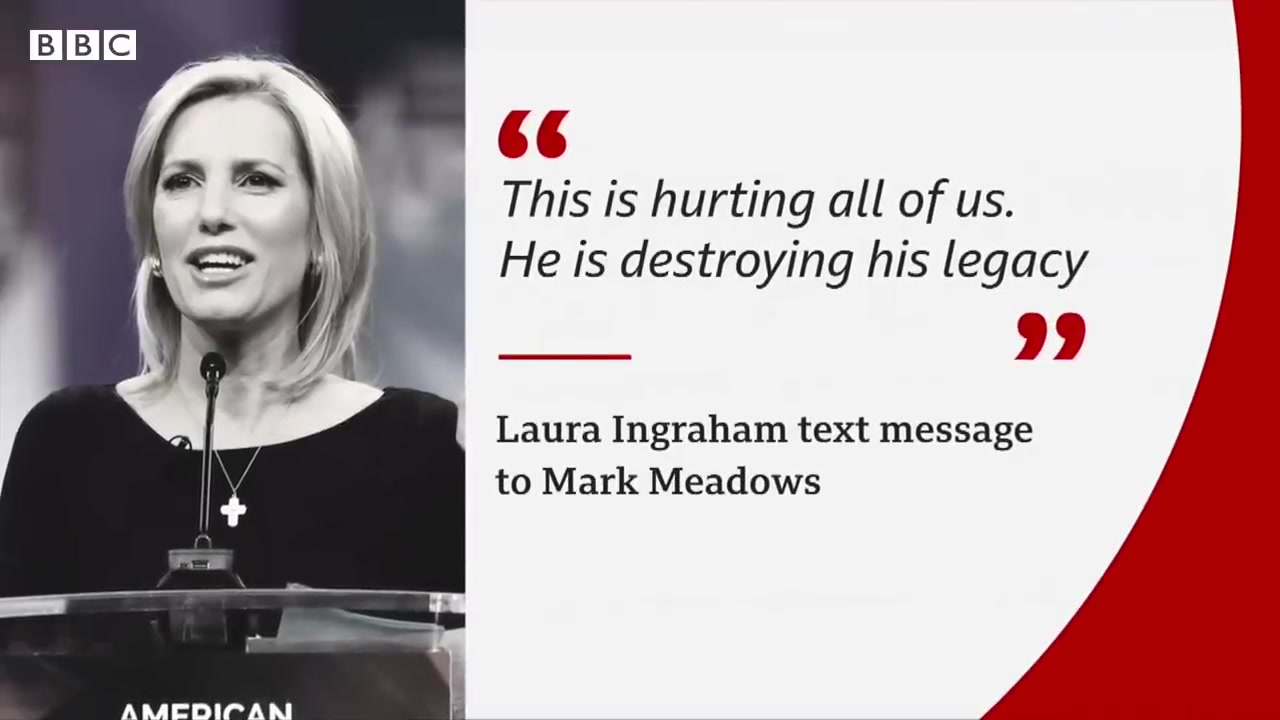 BBC
“
This is hurting all of us.
He is destroying his legacy
”
Laura Ingraham text message
to Mark Meadows
AMERICAN